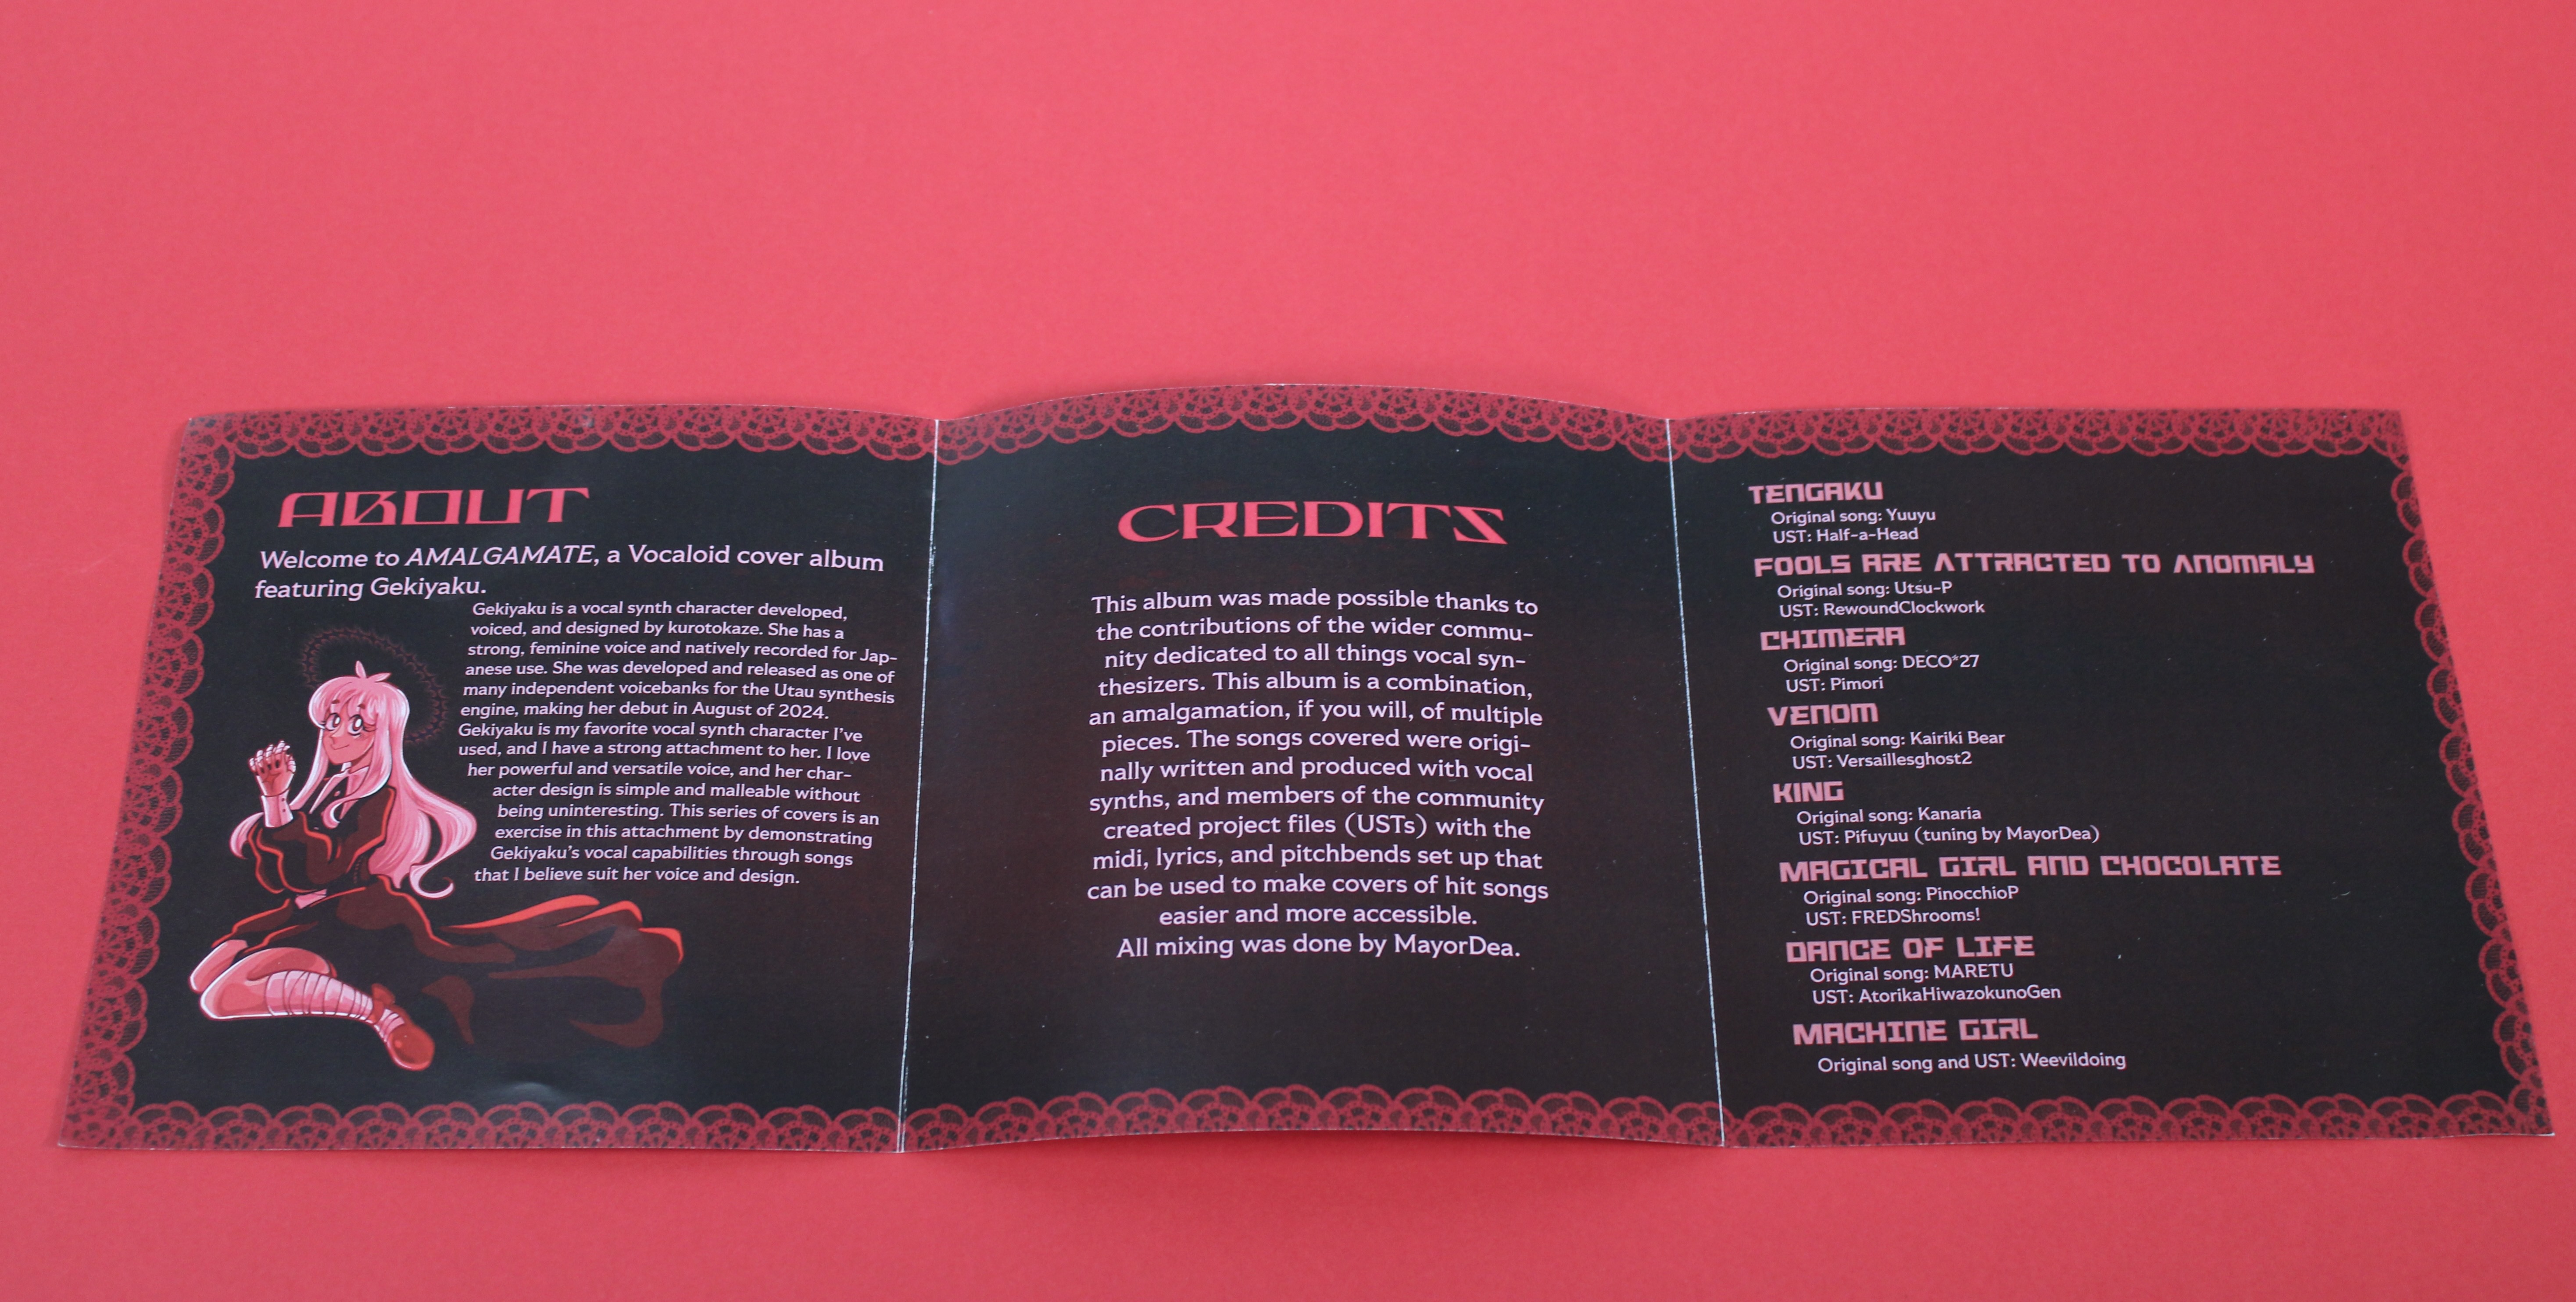 ABOUT
Welcome to AMALGAMATE, a Vocaloid cover album
featuring Gekiyaku.
Gekiyaku is a vocal synth character developed,
voiced, and designed by kurotokaze. She has a
strong, feminine voice and natively recorded for Jap-
anese use. She was developed and released as one of
many independent voicebanks for the Utau synthesis
engine, making her debut in August of 2024.
Gekiyaku is my favorite vocal synth character I've
used, and I have a strong attachment to her. I love
her powerful and versatile voice, and her char-
acter design is simple and malleable without
being uninteresting. This series of covers is an
exercise in this attachment by demonstrating
Gekiyaku's vocal capabilities through songs
that I believe suit her voice and design.
CREDITS
This album was made possible thanks to
the contributions of the wider commu-
nity dedicated to all things vocal syn-
thesizers. This album is a combination,
an amalgamation, if you will, of multiple
pieces. The songs covered were origi-
nally written and produced with vocal
synths, and members of the community
created project files (USTs) with the
midi, lyrics, and pitchbends set up that
can be used to make covers of hit songs
easier and more accessible.
All mixing was done by MayorDea.
TENGAKU
Original song: Yuuyu
UST: Half-a-Head
FOOLS ARE ATTRACTED TO ANOMALY
Original song: Utsu-P
UST: RewoundClockwork
CHIMERA
Original song: DECO*27
UST: Pimori
VENOM
Original song: Kairiki Bear
UST: Versaillesghost2
KING
Original song: Kanaria
UST: Pifuyuu (tuning by MayorDea)
MAGICAL GIRL AND CHOCOLATE
Original song: PinocchioP
UST: FREDShrooms!
DANCE OF LIFE
Original song: MARETU
UST: AtorikaHiwazokunoGen
MACHINE GIRL
Original song and UST: Weevildoing